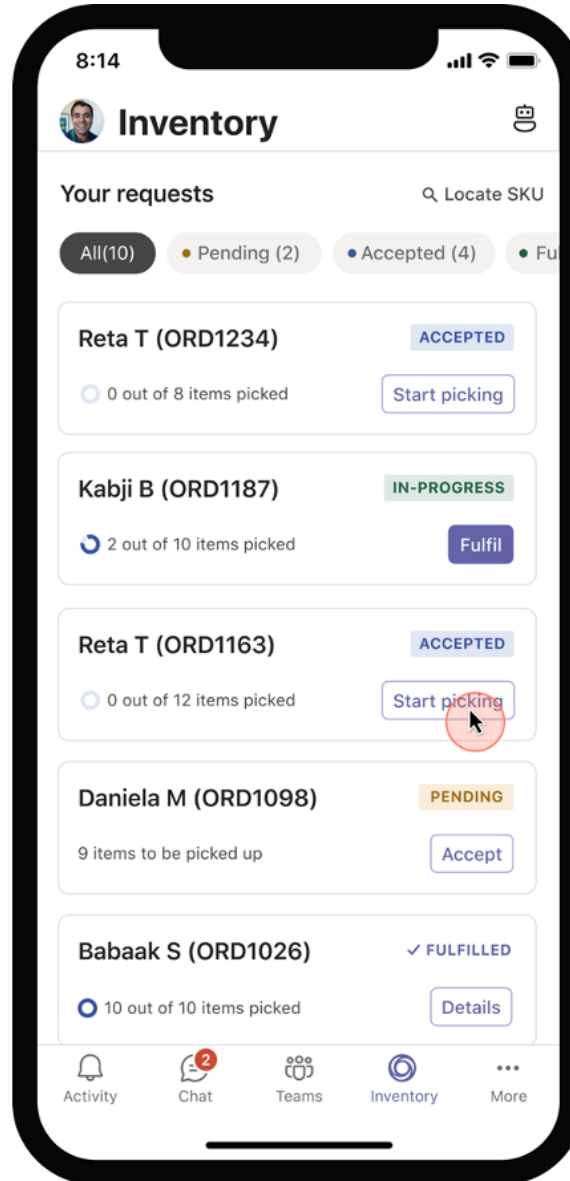 8:14
Inventory
Your requests
Locate SKU
All(10)
Pending (2)
Accepted (4)
Reta T (ORD1234)
ACCEPTED
0 out of 8 items picked
Start picking
Kabji B (ORD1187)
IN-PROGRESS
2 out of 10 items picked
Fulfil
Reta T (ORD1163)
ACCEPTED
0 out of 12 items picked
Start picking
Daniela M (ORD1098)
PENDING
9 items to be picked up
Accept
Babaak S (ORD1026)
FULFILLED
10 out of 10 items picked
Details
2
Activity
Chat
Teams
Inventory
More